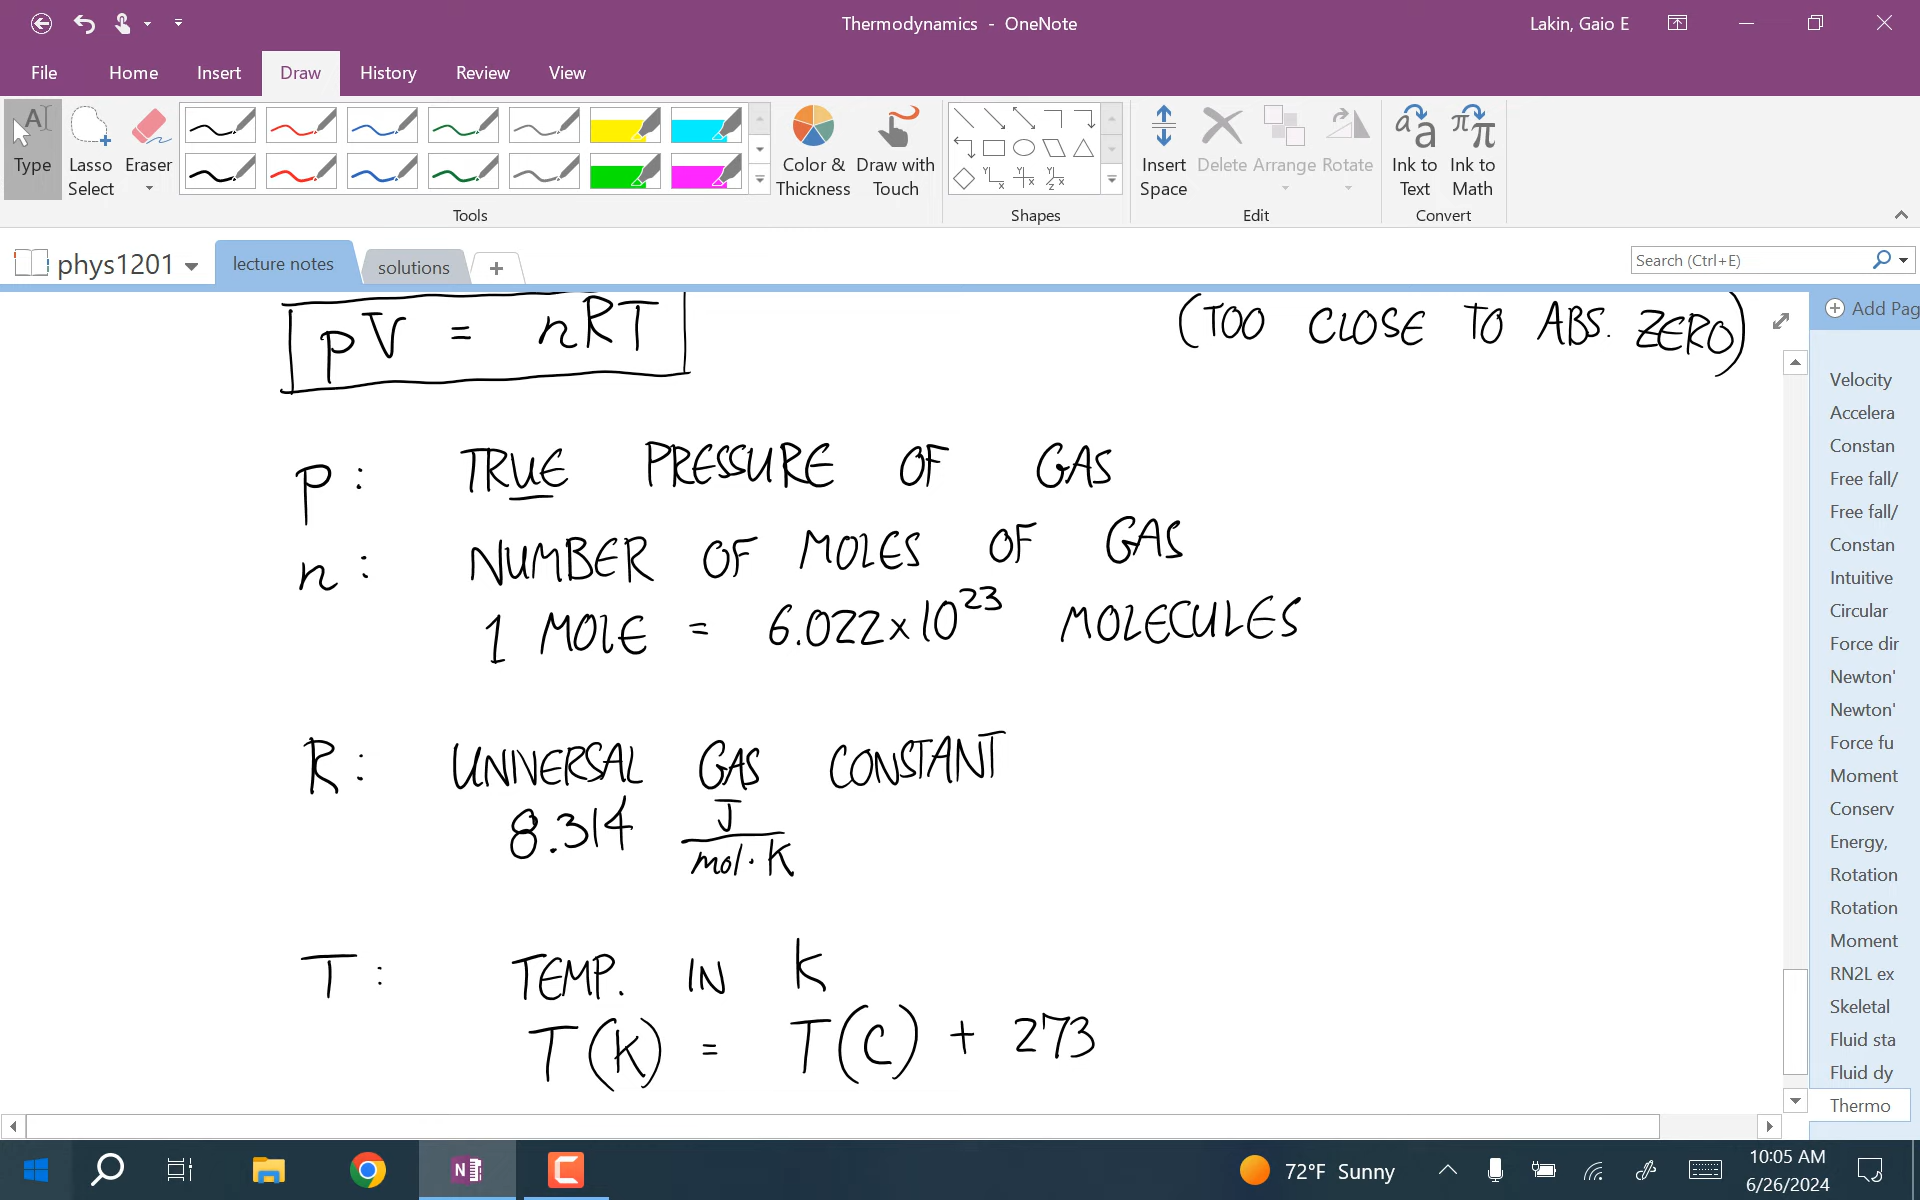 Thermodynamics - OneNote
Lakin, Gaio E
File Home Insert Draw History Review View
Type
Lasso Select
Eraser
Color & Thickness
Draw with Touch
Insert Space
Delete
Arrange
Rotate
Ink to Text
Ink to Math
Tools
Shapes
Edit
Convert
phys1201
lecture notes
solutions
Search (Ctrl+E)
Add Pag
pV = nRT
(TOO CLOSE TO ABS. ZERO)
p: TRUE PRESSURE OF GAS
n: NUMBER OF MOLES OF GAS
1 MOLE = 6.022×10²³ MOLECULES
R: UNIVERSAL GAS CONSTANT
8.314 J
mol·K
T: TEMP. IN K
T(K) = T(C) + 273
Velocity
Accelera
Constan
Free fall/
Free fall/
Constan
Intuitive
Circular
Force dir
Newton'
Newton'
Force fu
Moment
Conserv
Energy,
Rotation
Rotation
Moment
RN2L ex
Skeletal
Fluid sta
Fluid dy
Thermo
72°F Sunny
10:05 AM
6/26/2024